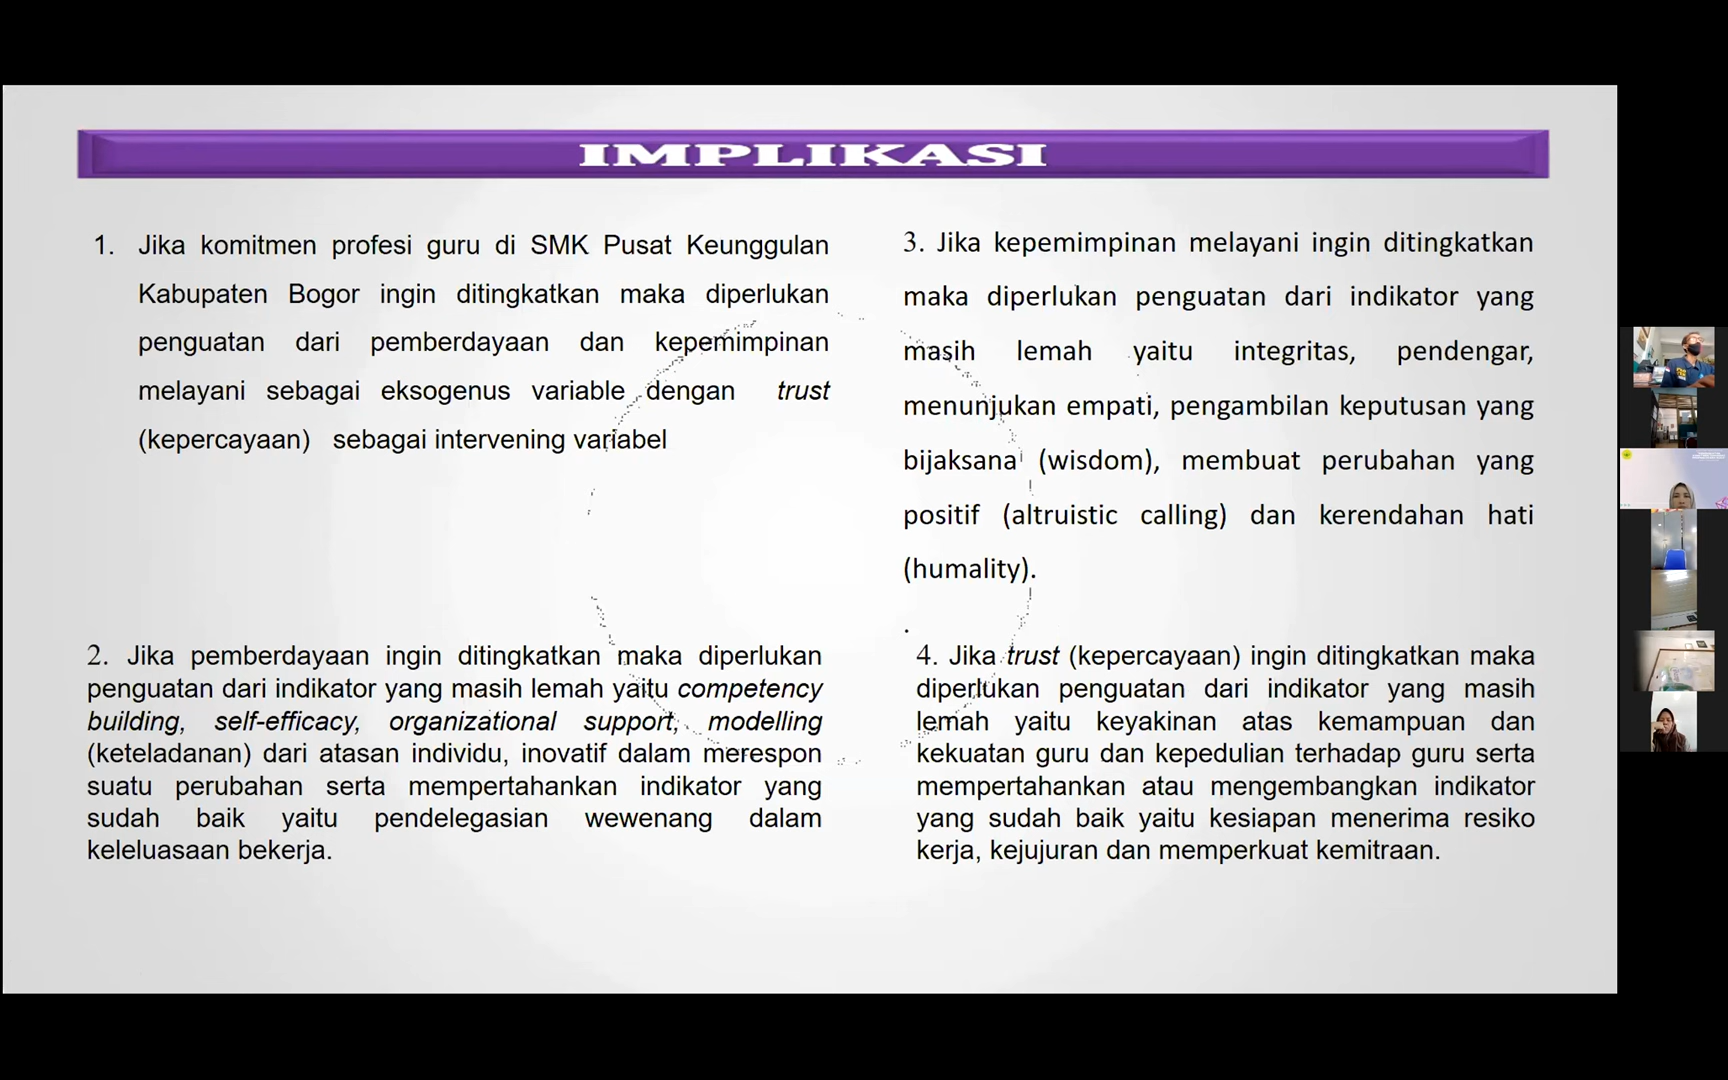 IMPLIKASI
1. Jika komitmen profesi guru di SMK Pusat Keunggulan
Kabupaten Bogor ingin ditingkatkan maka diperlukan
penguatan dari pemberdayaan dan kepemimpinan
melayani sebagai eksogenus variable dengan trust
(kepercayaan) sebagai intervening variabel
2. Jika pemberdayaan ingin ditingkatkan maka diperlukan
penguatan dari indikator yang masih lemah yaitu competency
building, self-efficacy, organizational support, modelling
(keteladanan) dari atasan individu, inovatif dalam merespon
suatu perubahan serta mempertahankan indikator yang
sudah baik yaitu pendelegasian wewenang dalam
keleluasaan bekerja.
3. Jika kepemimpinan melayani ingin ditingkatkan
maka diperlukan penguatan dari indikator yang
masih lemah yaitu integritas, pendengar,
menunjukan empati, pengambilan keputusan yang
bijaksana (wisdom), membuat perubahan yang
positif (altruistic calling) dan kerendahan hati
(humality).
.
4. Jika trust (kepercayaan) ingin ditingkatkan maka
diperlukan penguatan dari indikator yang masih
lemah yaitu keyakinan atas kemampuan dan
kekuatan guru dan kepedulian terhadap guru serta
mempertahankan atau mengembangkan indikator
yang sudah baik yaitu kesiapan menerima resiko
kerja, kejujuran dan memperkuat kemitraan.